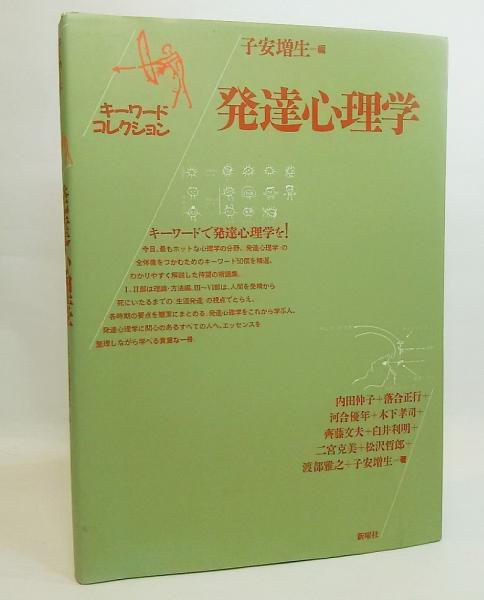 子安増生—編
キーワード
コレクション
発達心理学
キーワードで発達心理学を!
今日、最もホットな心理学の分野、発達心理学の
全体像をつかむためのキーワード50個を精選、
わかりやすく解説した待望の術語集。
I、II部は理論・方法編、III〜VI部は、人間を受精から
死にいたるまでの「生涯発達」の視点でとらえ、
各時期の要点を簡潔にまとめる。発達心理学をこれから学ぶ人、
発達心理学に関心のあるすべての人へ、エッセンスを
整理しながら学べる貴重な一冊
内田伸子+落合正行+
河合優年+木下孝司+
齊藤文夫+白井利明+
二宮克美+松沢哲郎+
渡部雅之+子安増生—著
新曜社